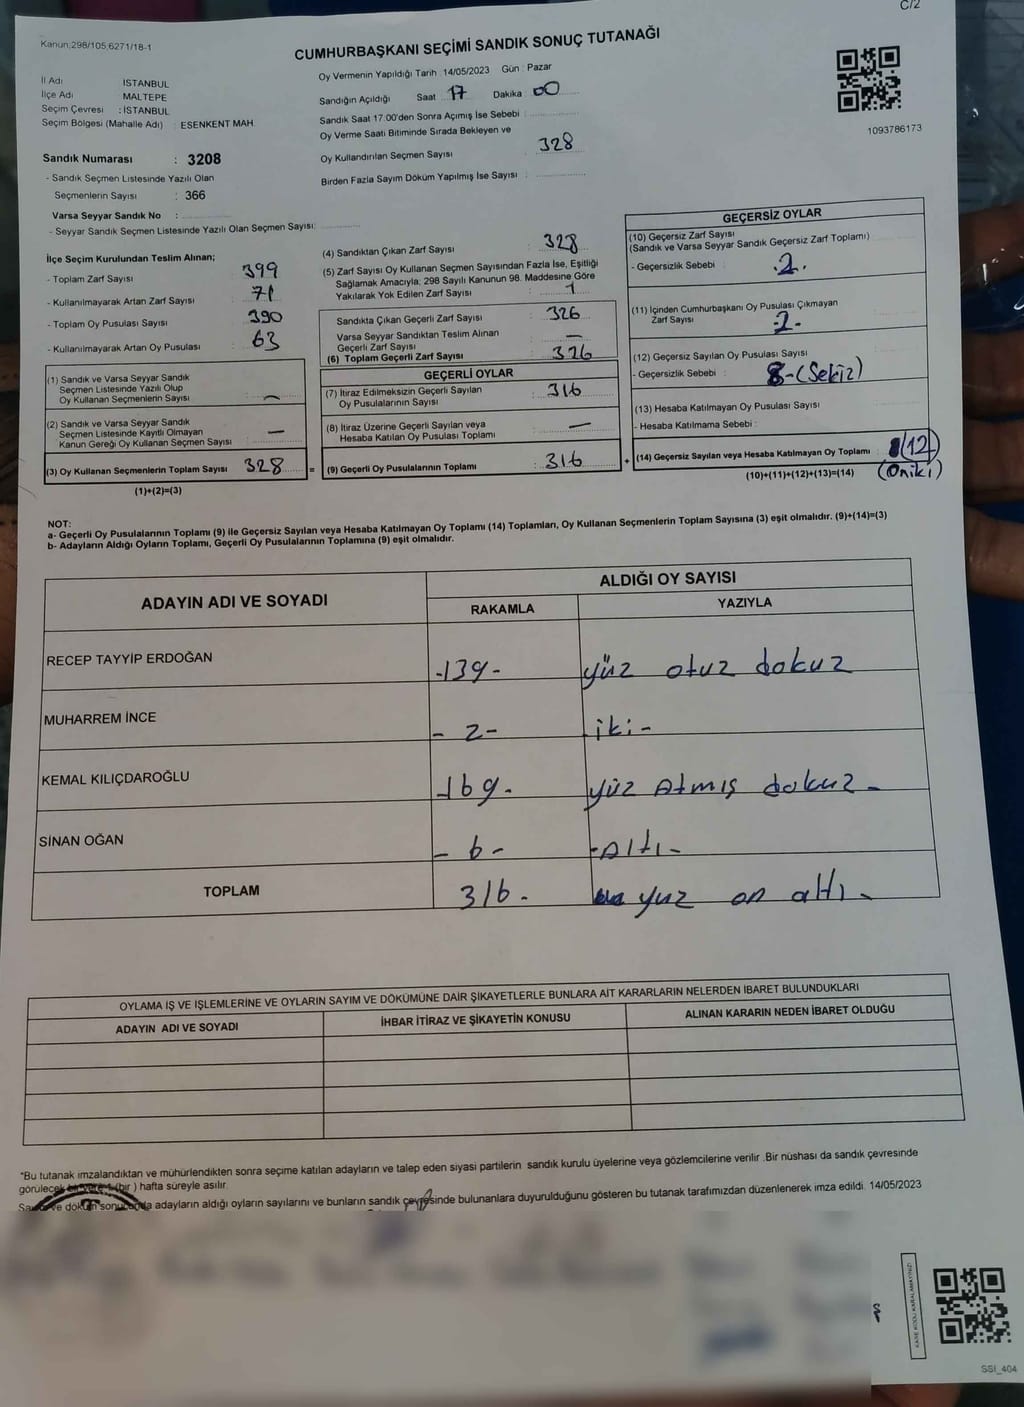 C/2
Kanun;298/105;6271/18-1
CUMHURBAŞKANI SEÇİMİ SANDIK SONUÇ TUTANAĞI
İl Adı İSTANBUL
İlçe Adı MALTEPE
Seçim Çevresi : İSTANBUL
Seçim Bölgesi (Mahalle Adı) : ESENKENT MAH.
Sandık Numarası : 3208
- Sandık Seçmen Listesinde Yazılı Olan
Seçmenlerin Sayısı : 366
Varsa Seyyar Sandık No :
- Seyyar Sandık Seçmen Listesinde Yazılı Olan Seçmen Sayısı:
Oy Vermenin Yapıldığı Tarih : 14/05/2023 Gün : Pazar
Sandığın Açıldığı Saat 17 Dakika 00
Sandık Saat 17.00'den Sonra Açımış İse Sebebi :
Oy Verme Saati Bitiminde Sırada Bekleyen ve
Oy Kullandırılan Seçmen Sayısı 328
Birden Fazla Sayım Döküm Yapılmış İse Sayısı :
1093786173
İlçe Seçim Kurulundan Teslim Alınan;
- Toplam Zarf Sayısı : 399
- Kullanılmayarak Artan Zarf Sayısı : 71
- Toplam Oy Pusulası Sayısı : 390
- Kullanılmayarak Artan Oy Pusulası : 63
(1) Sandık ve Varsa Seyyar Sandık
Seçmen Listesinde Yazılı Olup
Oy Kullanan Seçmenlerin Sayısı : —
(2) Sandık ve Varsa Seyyar Sandık
Seçmen Listesinde Kayıtlı Olmayan
Kanun Gereği Oy Kullanan Seçmen Sayısı —
(3) Oy Kullanan Seçmenlerin Toplam Sayısı 328 =
(1)+(2)=(3)
(4) Sandıktan Çıkan Zarf Sayısı : 328
(5) Zarf Sayısı Oy Kullanan Seçmen Sayısından Fazla İse, Eşitliği
Sağlamak Amacıyla; 298 Sayılı Kanunun 98. Maddesine Göre
Yakılarak Yok Edilen Zarf Sayısı : 1
Sandıkta Çıkan Geçerli Zarf Sayısı : 326
Varsa Seyyar Sandıktan Teslim Alınan
Geçerli Zarf Sayısı : —
(6) Toplam Geçerli Zarf Sayısı : 326
GEÇERLİ OYLAR
(7) İtiraz Edilmeksizin Geçerli Sayılan
Oy Pusulalarının Sayısı : 316
(8) İtiraz Üzerine Geçerli Sayılan veya
Hesaba Katılan Oy Pusulası Toplamı : —
(9) Geçerli Oy Pusulalarının Toplamı : 316 +
GEÇERSİZ OYLAR
(10) Geçersiz Zarf Sayısı
(Sandık ve Varsa Seyyar Sandık Geçersiz Zarf Toplamı)
- Geçersizlik Sebebi : 2.
(11) İçinden Cumhurbaşkanı Oy Pusulası Çıkmayan
Zarf Sayısı -2-
(12) Geçersiz Sayılan Oy Pusulası Sayısı
- Geçersizlik Sebebi : 8-(Sekiz)
(13) Hesaba Katılmayan Oy Pusulası Sayısı
- Hesaba Katılmama Sebebi :
(14) Geçersiz Sayılan veya Hesaba Katılmayan Oy Toplamı : (12)
(10)+(11)+(12)+(13)=(14) (Oniki)
NOT:
a- Geçerli Oy Pusulalarının Toplamı (9) ile Geçersiz Sayılan veya Hesaba Katılmayan Oy Toplamı (14) Toplamları, Oy Kullanan Seçmenlerin Toplam Sayısına (3) eşit olmalıdır. (9)+(14)=(3)
b- Adayların Aldığı Oyların Toplamı, Geçerli Oy Pusulalarının Toplamına (9) eşit olmalıdır.
ADAYIN ADI VE SOYADI ALDIĞI OY SAYISI
RAKAMLA YAZIYLA
RECEP TAYYİP ERDOĞAN -139- yüz otuz dokuz
MUHARREM İNCE - 2- iki-
KEMAL KILIÇDAROĞLU -169- yüz Atmış dokuz-
SİNAN OĞAN - 6- -Altı-
TOPLAM 316- yuz on altı-
OYLAMA İŞ VE İŞLEMLERİNE VE OYLARIN SAYIM VE DÖKÜMÜNE DAİR ŞİKAYETLERLE BUNLARA AİT KARARLARIN NELERDEN İBARET BULUNDUKLARI
ADAYIN ADI VE SOYADI İHBAR İTİRAZ VE ŞİKAYETİN KONUSU ALINAN KARARIN NEDEN İBARET OLDUĞU
*Bu tutanak imzalandıktan ve mühürlendikten sonra seçime katılan adayların ve talep eden siyasi partilerin sandık kurulu üyelerine veya gözlemcilerine verilir .Bir nüshası da sandık çevresinde
görülecek bir yere 1 (bir ) hafta süreyle asılır.
ve döküm sonucunda adayların aldığı oyların sayılarını ve bunların sandık çevresinde bulunanlara duyurulduğunu gösteren bu tutanak tarafımızdan düzenlenerek imza edildi. 14/05/2023
KARE KODU KARALAMAYINIZ!
SSİ_404